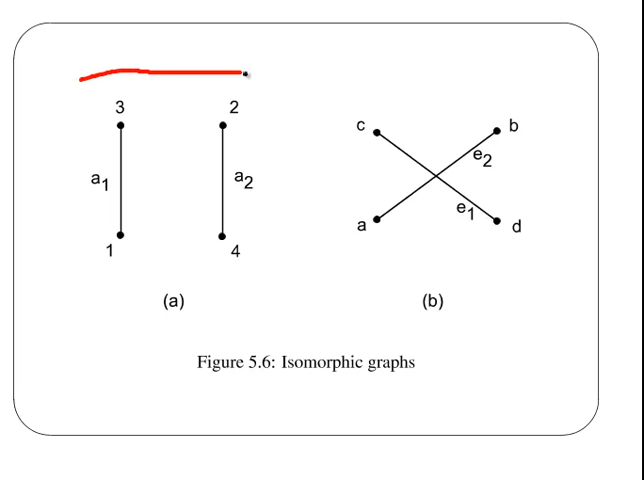 3 2
c b
e2
a1 a2
e1
a d
1 4
(a) (b)
Figure 5.6: Isomorphic graphs